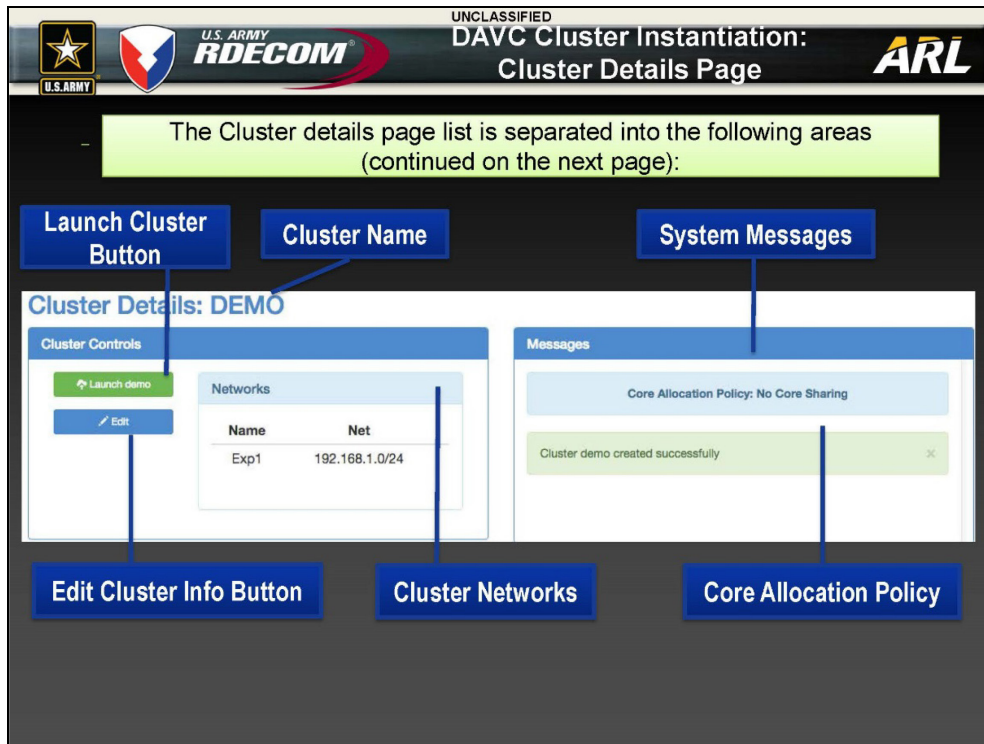 UNCLASSIFIED
U.S.ARMY
U.S. ARMY
RDECOM®
DAVC Cluster Instantiation:
Cluster Details Page
ARL
– The Cluster details page list is separated into the following areas
(continued on the next page):
Launch Cluster
Button
Cluster Name
System Messages
Cluster Details: DEMO
Cluster Controls
Launch demo
Edit
Networks
Name Net
Exp1 192.168.1.0/24
Messages
Core Allocation Policy: No Core Sharing
Cluster demo created successfully ×
Edit Cluster Info Button
Cluster Networks
Core Allocation Policy